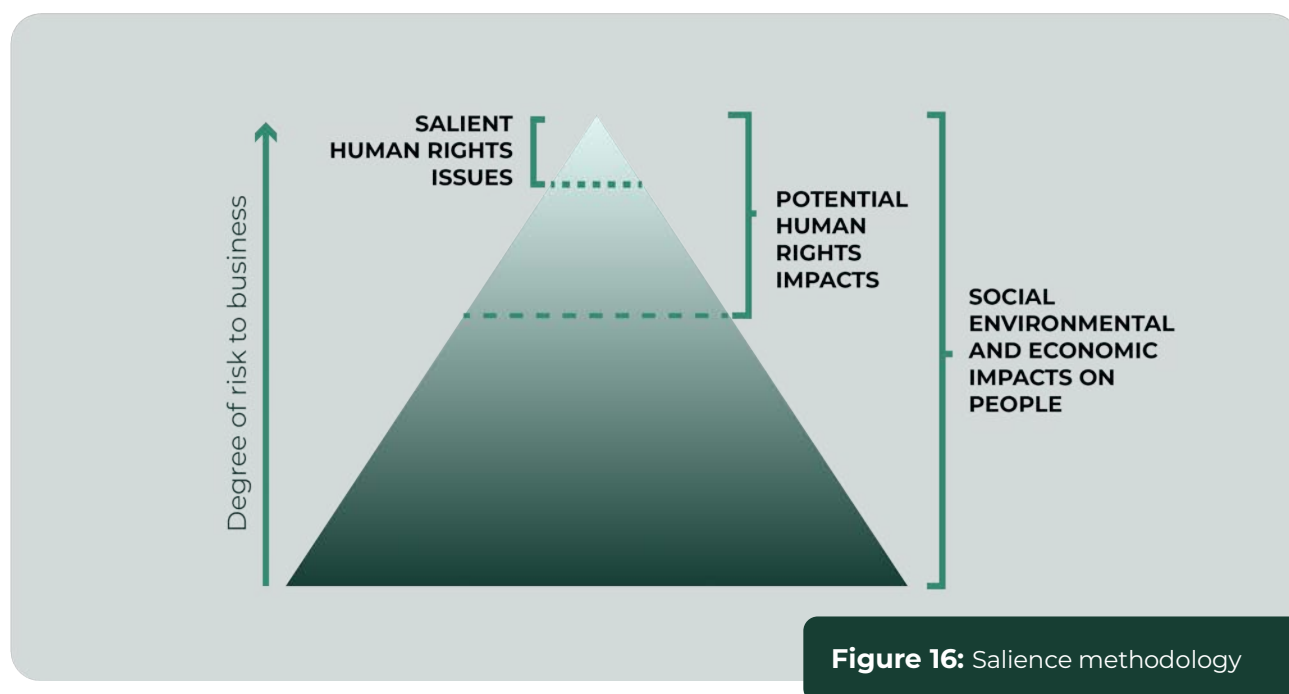 SALIENT
HUMAN RIGHTS
ISSUES
Degree of risk to business
POTENTIAL
HUMAN
RIGHTS
IMPACTS
SOCIAL
ENVIRONMENTAL
AND ECONOMIC
IMPACTS ON
PEOPLE
Figure 16: Salience methodology